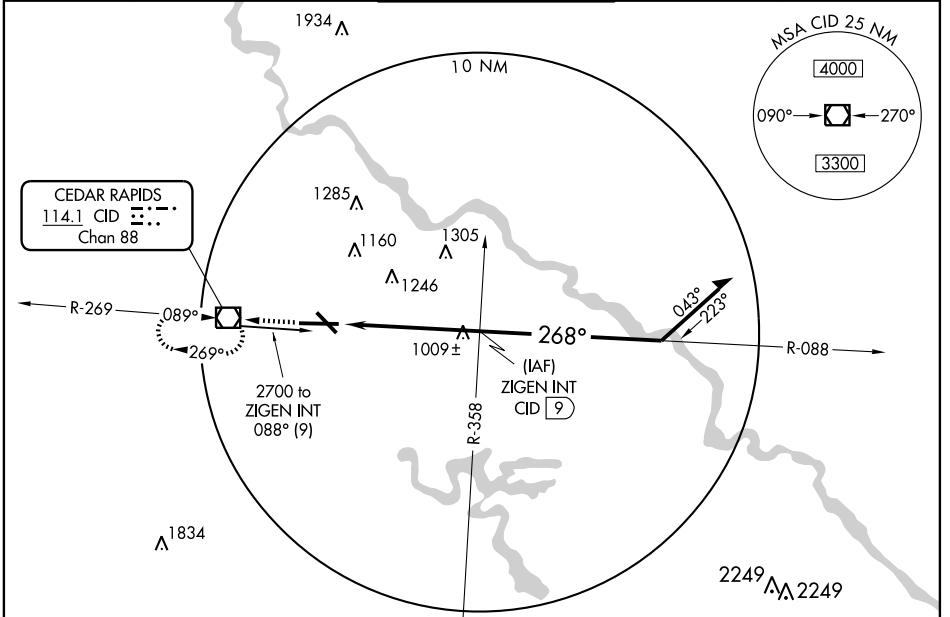 1934
MSA CID 25 NM
4000
090°
270°
3300
10 NM
CEDAR RAPIDS
114.1 CID
Chan 88
1285
1160
1305
1246
R-269
089°
269°
043°
223°
268°
1009±
R-088
(IAF)
ZIGEN INT
CID 9
2700 to
ZIGEN INT
088° (9)
R-358
1834
2249
2249